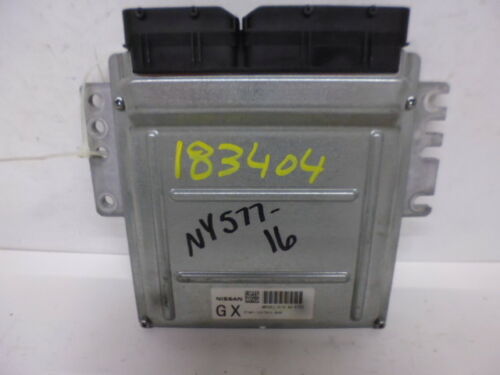 183404
NY577-
16
NISSAN
GX